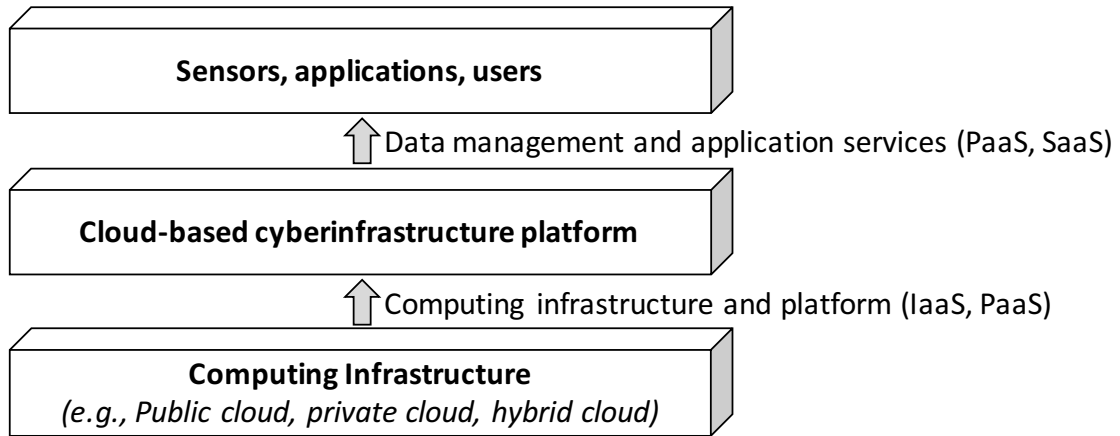 Sensors, applications, users
Data management and application services (PaaS, SaaS)
Cloud-based cyberinfrastructure platform
Computing infrastructure and platform (IaaS, PaaS)
Computing Infrastructure
(e.g., Public cloud, private cloud, hybrid cloud)